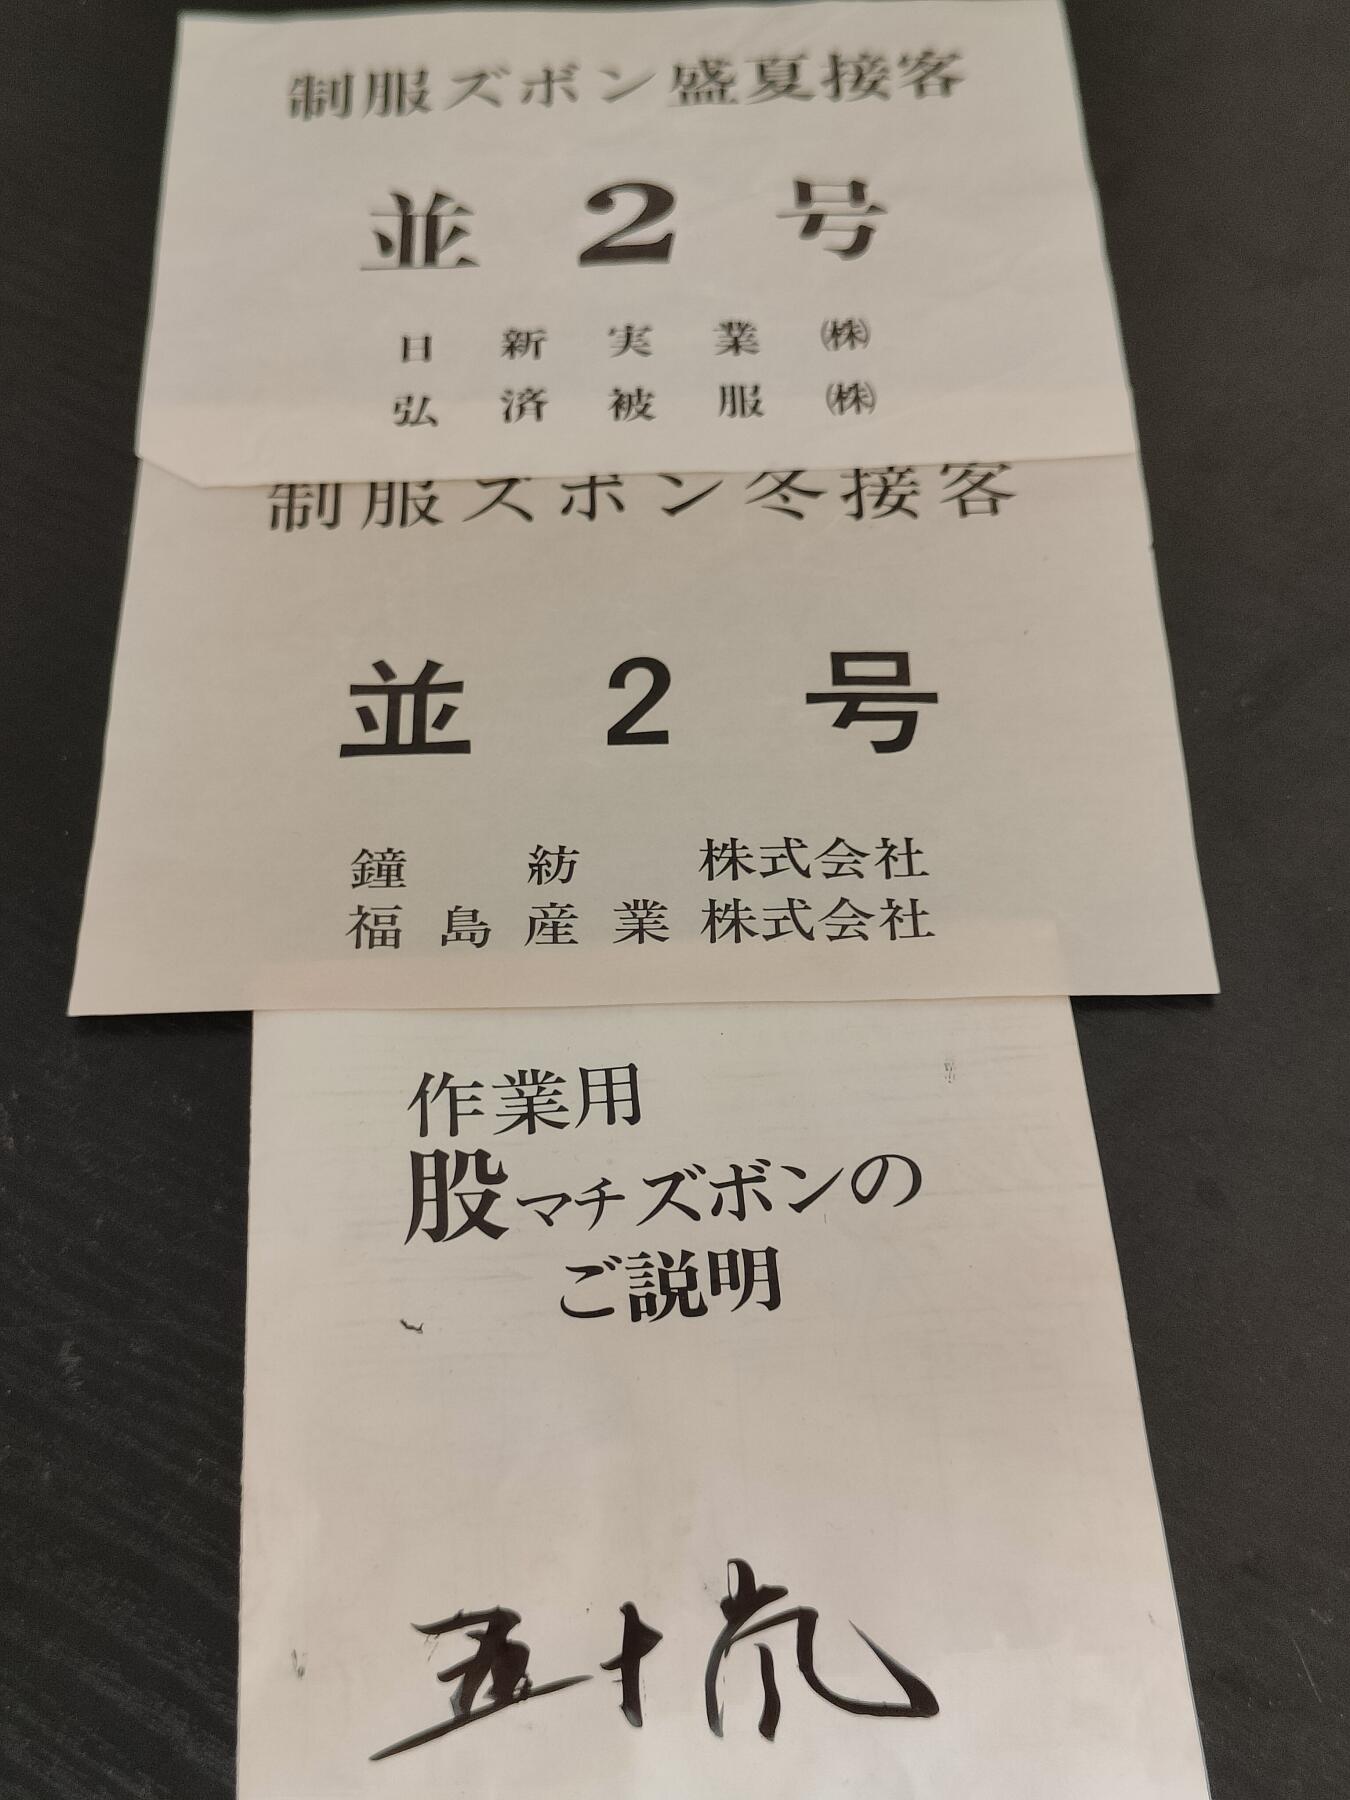 制服ズボン盛夏接客
並 2 号
日新実業㈱
弘済被服㈱
制服ズボン冬接客
並 2 号
鐘紡 株式会社
福島産業株式会社
作業用
股マチズボンの
ご説明
五十嵐